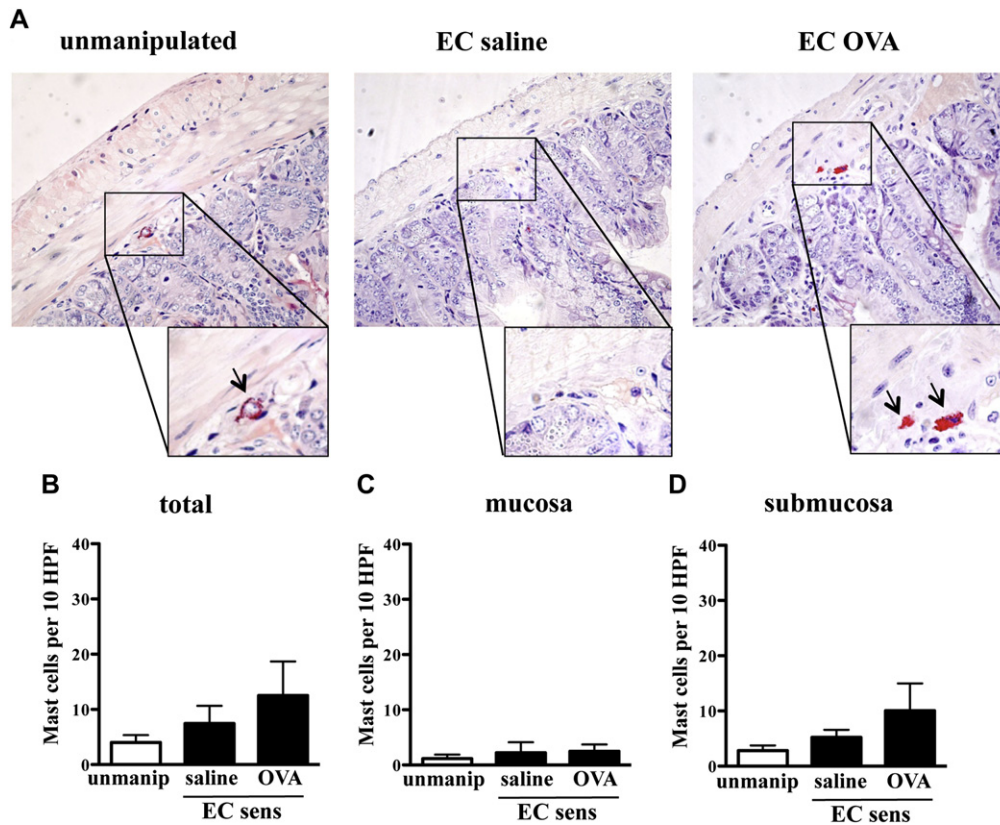 A
unmanipulated
EC saline
EC OVA
B
total
Mast cells per 10 HPF
40
30
20
10
0
unmanip
saline
OVA
EC sens
C
mucosa
Mast cells per 10 HPF
40
30
20
10
0
unmanip
saline
OVA
EC sens
D
submucosa
Mast cells per 10 HPF
40
30
20
10
0
unmanip
saline
OVA
EC sens